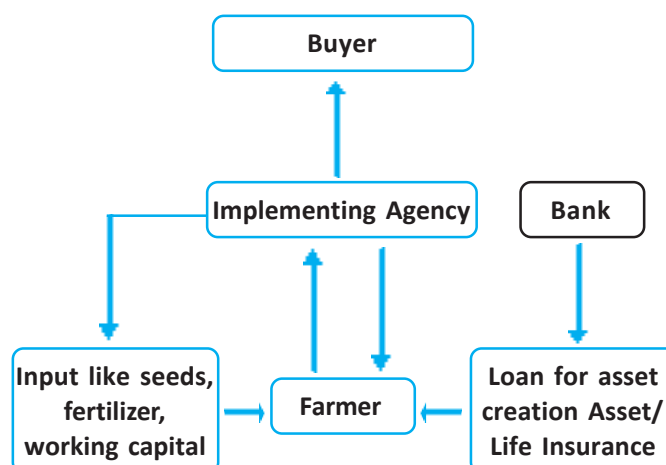 Buyer
Implementing Agency
Bank
Input like seeds,
fertilizer,
working capital
Farmer
Loan for asset
creation Asset/
Life Insurance